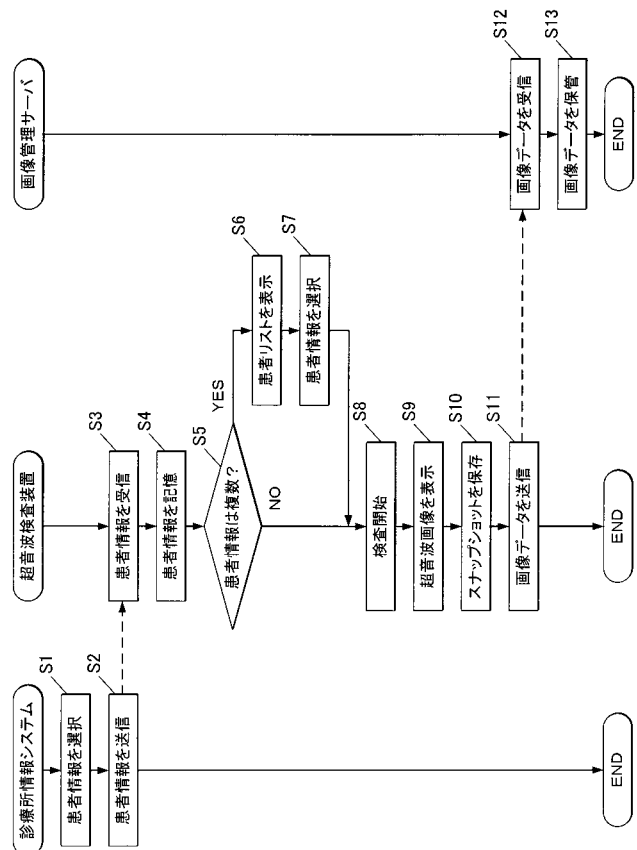 診療所情報システム
S1
患者情報を選択
S2
患者情報を送信
END
超音波検査装置
S3
患者情報を受信
S4
患者情報を記憶
S5
患者情報は複数？
YES
NO
S6
患者リストを表示
S7
患者情報を選択
S8
検査開始
S9
超音波画像を表示
S10
スナップショットを保存
S11
画像データを送信
END
画像管理サーバ
S12
画像データを受信
S13
画像データを保管
END